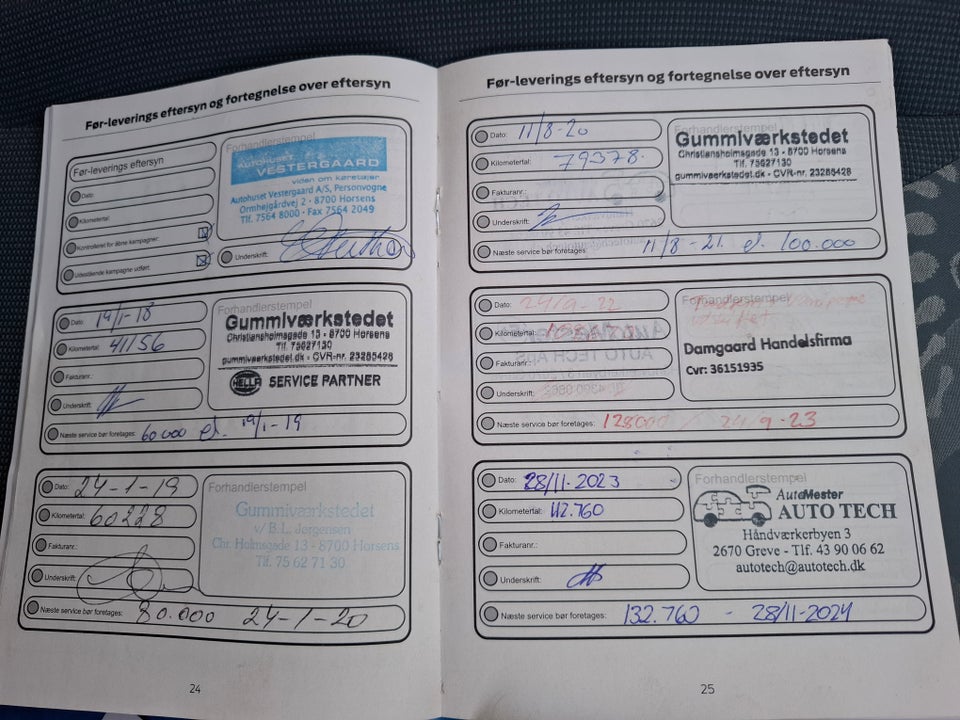 Før-leverings eftersyn og fortegnelse over eftersyn
Før-leverings eftersyn
Dato:
Kilometertal:
Kontrolleret for åbne kampagner:
Udestående kampagne udført:
Forhandlerstempel
AUTOHUSET
VESTERGAARD
viden om køretøjer
Autohuset Vestergaard A/S, Personvogne
Ormhøjgårdvej 2 · 8700 Horsens
Tlf. 7564 8000 · Fax 7564 2049
Underskrift:
Dato: 19/1-18
Kilometertal: 41156
Fakturanr.:
Underskrift:
Forhandlerstempel
Gummiværkstedet
Christiansholmsgade 13 - 8700 Horsens
Tlf. 75627130
gummivaerkstedet.dk - CVR-nr. 23285428
HELLA SERVICE PARTNER
Næste service bør foretages: 60000 el. 19/1-19
Dato: 24-1-19
Kilometertal: 60228
Fakturanr.:
Underskrift:
Forhandlerstempel
Gummiværkstedet
v/ B.L. Jørgensen
Chr. Holmsgade 13 - 8700 Horsens
Tlf. 75 62 71 30
Næste service bør foretages: 80.000 24-1-20
24
Før-leverings eftersyn og fortegnelse over eftersyn
Dato: 11/8-20
Kilometertal: 79378.
Fakturanr.:
Underskrift:
Forhandlerstempel
Gummiværkstedet
Christiansholmsgade 13 - 8700 Horsens
Tlf. 75627130
gummivaerkstedet.dk - CVR-nr. 23285428
Næste service bør foretages: 11/8-21. el. 100.000
Dato: 24/9-22
Kilometertal:
Fakturanr.:
Underskrift:
Forhandlerstempel
Damgaard Handelsfirma
Cvr: 36151935
Næste service bør foretages: 128000 / 24/9-23
Dato: 28/11-2023
Kilometertal: 112.760
Fakturanr.:
Underskrift:
Forhandlerstempel
AutoMester
AUTO TECH
Håndværkerbyen 3
2670 Greve - Tlf. 43 90 06 62
autotech@autotech.dk
Næste service bør foretages: 132.760 - 28/11-2024
25